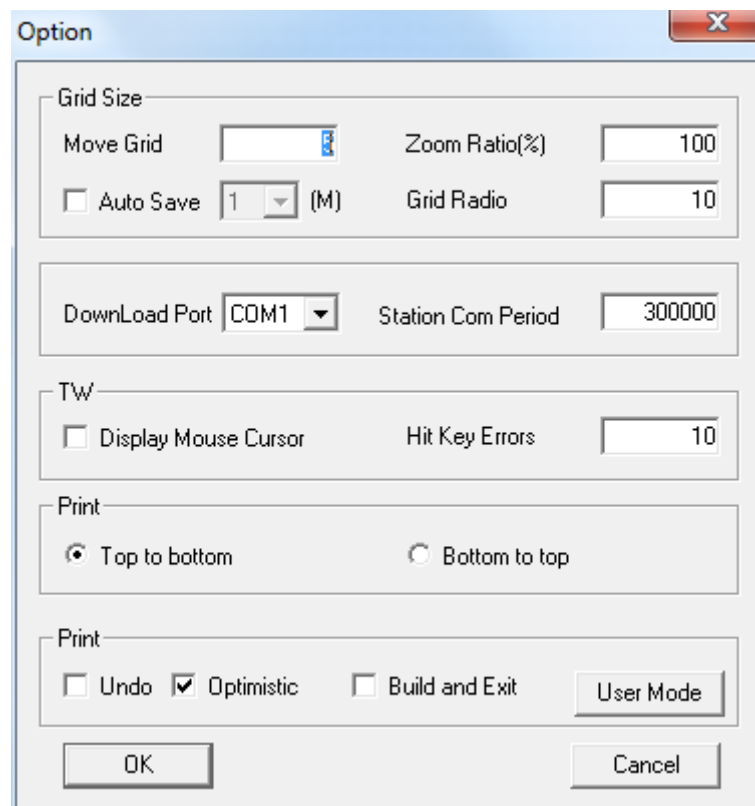 Option
Grid Size
Move Grid Zoom Ratio(%) 100
Auto Save 1 (M) Grid Radio 10
DownLoad Port COM1 Station Com Period 300000
TW
Display Mouse Cursor Hit Key Errors 10
Print
Top to bottom Bottom to top
Print
Undo Optimistic Build and Exit User Mode
OK Cancel